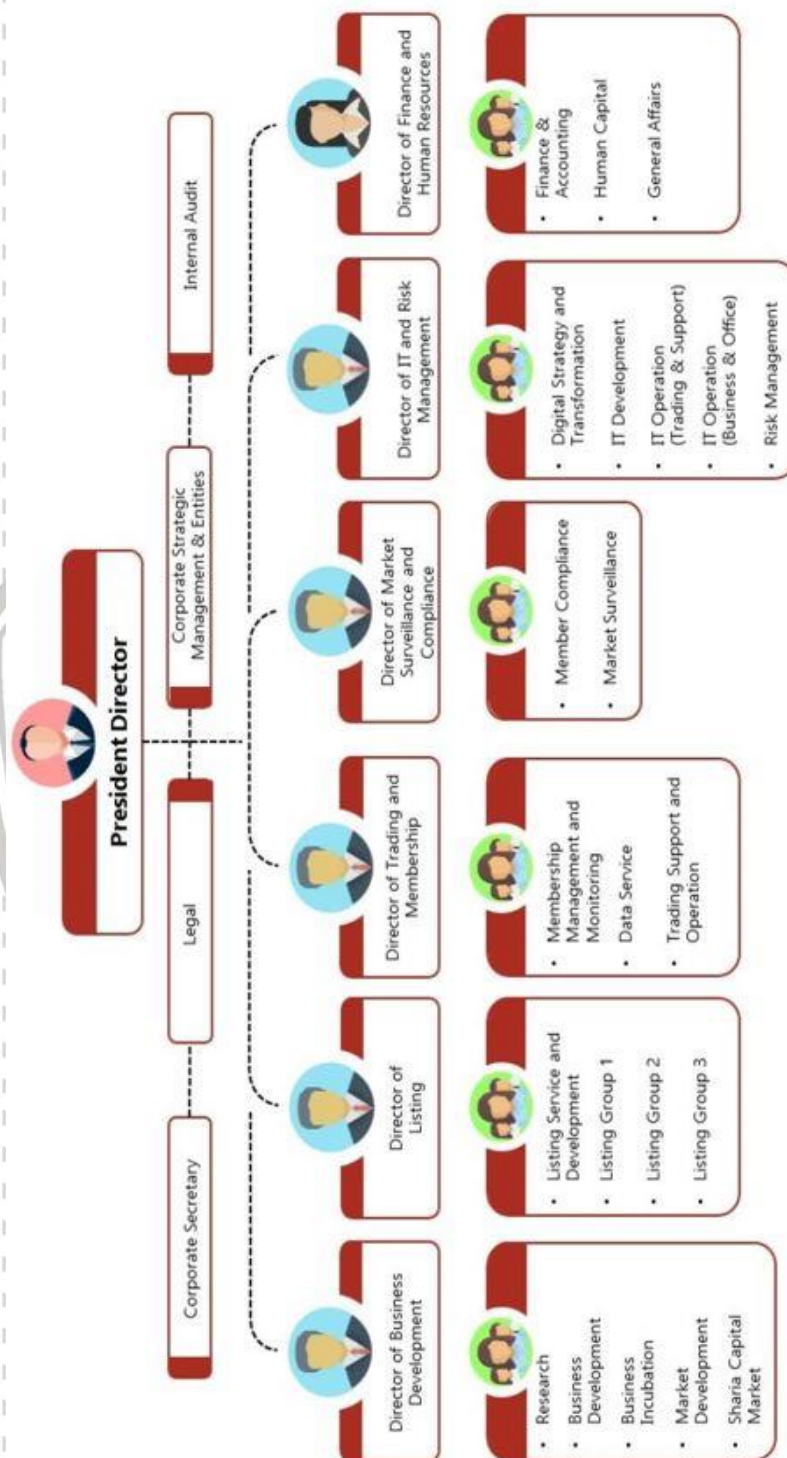 President Director
Corporate Secretary
Legal
Corporate Strategic
Management & Entities
Internal Audit
Director of Business
Development
Director of
Listing
Director of Trading and
Membership
Director of Market
Surveillance and
Compliance
Director of IT and Risk
Management
Director of Finance and
Human Resources
• Research
• Business
Development
• Business
Incubation
• Market
Development
• Sharia Capital
Market
• Listing Service and
Development
• Listing Group 1
• Listing Group 2
• Listing Group 3
• Membership
Management and
Monitoring
• Data Service
• Trading Support and
Operation
• Member Compliance
• Market Surveillance
• Digital Strategy and
Transformation
• IT Development
• IT Operation
(Trading & Support)
• IT Operation
(Business & Office)
• Risk Management
• Finance &
Accounting
• Human Capital
• General Affairs